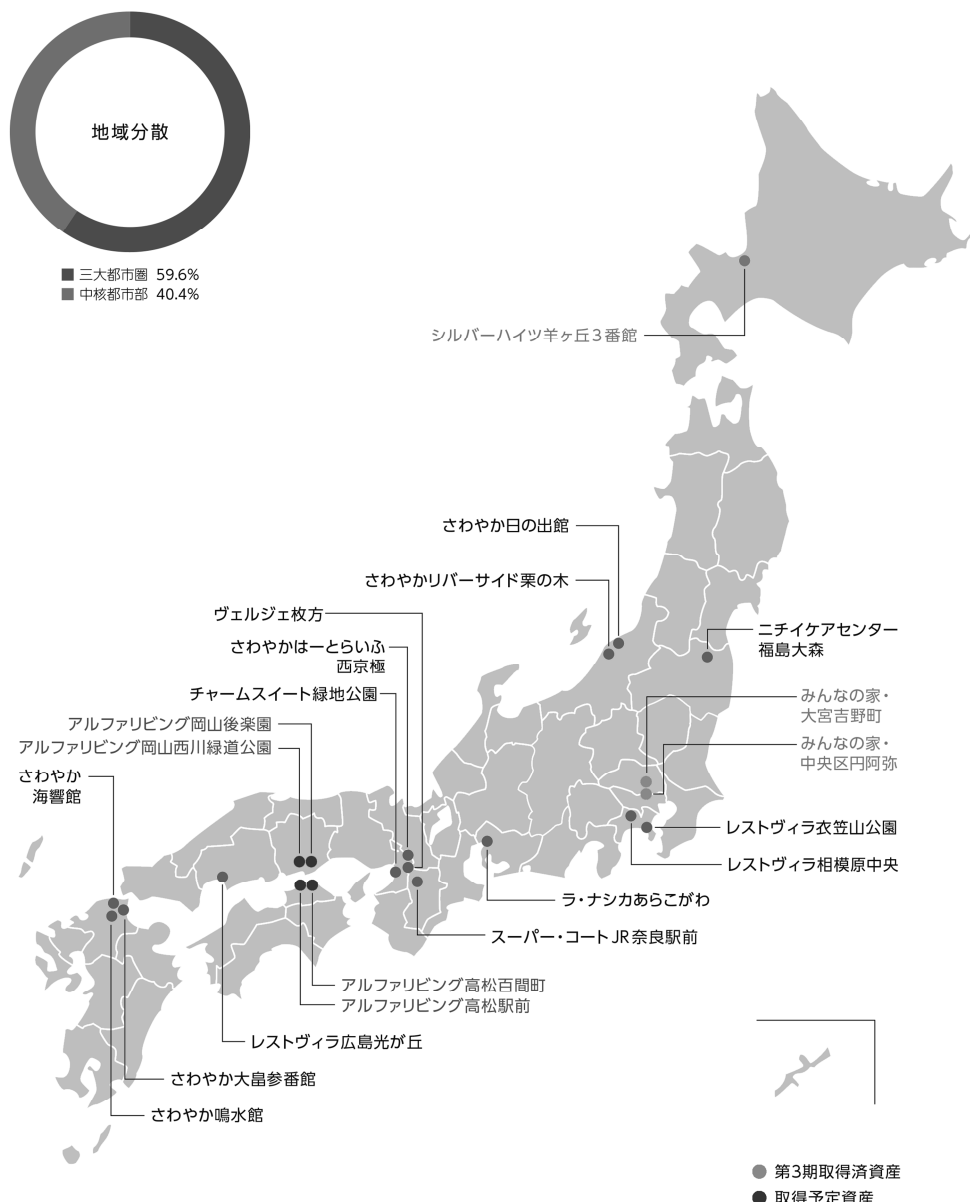 地域分散
三大都市圏 59.6%
中核都市部 40.4%
シルバーハイツ羊ヶ丘3番館
さわやか日の出館
さわやかリバーサイド栗の木
ヴェルジェ枚方
さわやかはーとらいふ
西京極
チャームスイート緑地公園
アルファリビング岡山後楽園
アルファリビング岡山西川緑道公園
さわやか
海響館
ニチイケアセンター
福島大森
みんなの家・
大宮吉野町
みんなの家・
中央区円阿弥
レストヴィラ衣笠山公園
レストヴィラ相模原中央
ラ・ナシカあらこがわ
スーパー・コートJR奈良駅前
アルファリビング高松百間町
アルファリビング高松駅前
レストヴィラ広島光が丘
さわやか大畠参番館
さわやか鳴水館
第3期取得済資産
取得予定資産